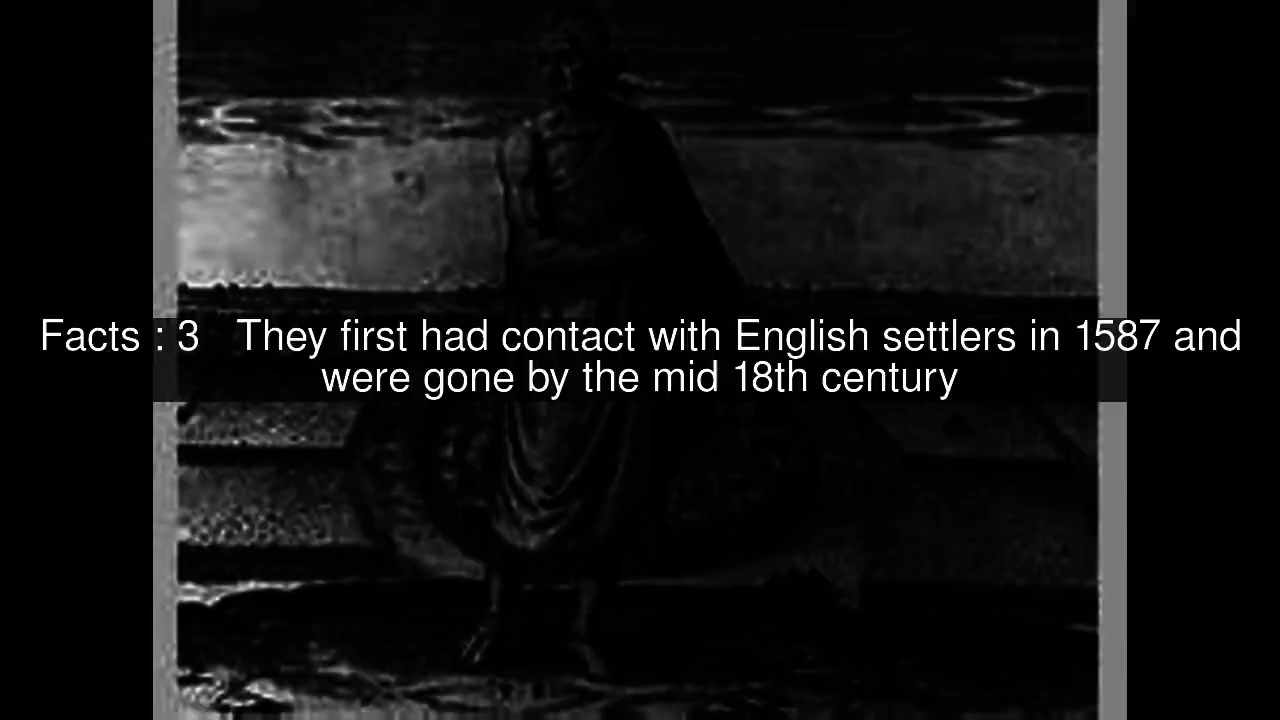 Facts : 3 They first had contact with English settlers in 1587 and
were gone by the mid 18th century